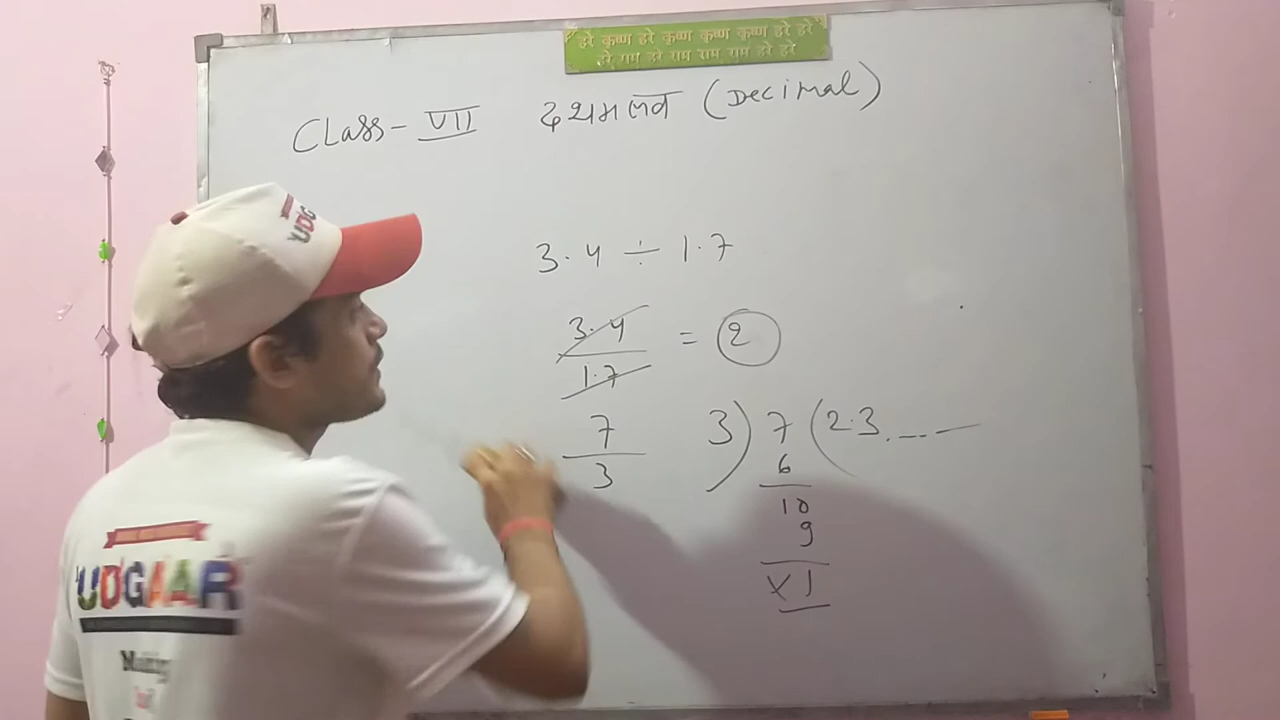 हरे कृष्ण हरे कृष्ण कृष्ण कृष्ण हरे हरे
हरे राम हरे राम राम राम हरे हरे
CLass- VII दशमलव (Decimal)
3.4 ÷ 1.7
3.4
1.7
= 2
7
3
3) 7 (2.3.---
6
10
9
x 1
UDG
UDGAAR